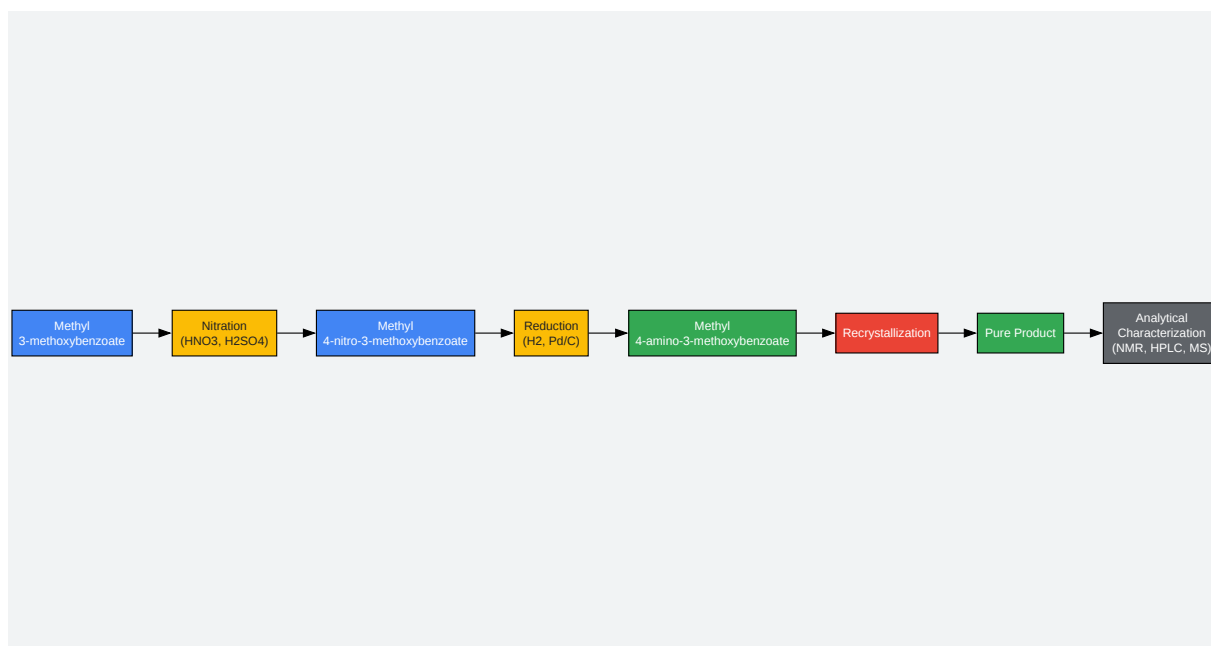 Methyl
3-methoxybenzoate
Nitration
(HNO3, H2SO4)
Methyl
4-nitro-3-methoxybenzoate
Reduction
(H2, Pd/C)
Methyl
4-amino-3-methoxybenzoate
Recrystallization
Pure Product
Analytical
Characterization
(NMR, HPLC, MS)